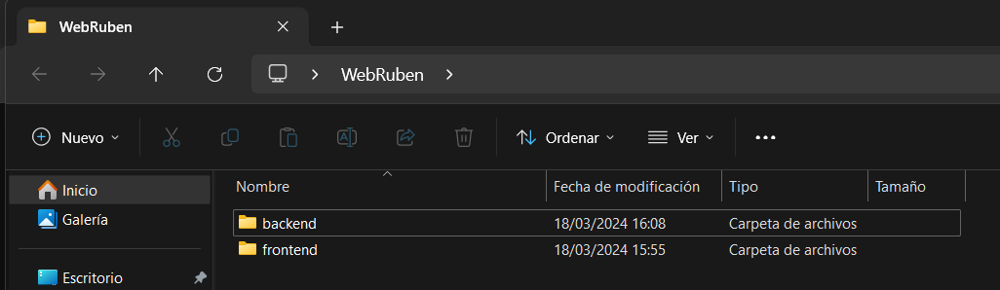 WebRuben
WebRuben
Nuevo Ordenar Ver
Inicio
Galería
Escritorio
Nombre Fecha de modificación Tipo Tamaño
backend 18/03/2024 16:08 Carpeta de archivos
frontend 18/03/2024 15:55 Carpeta de archivos